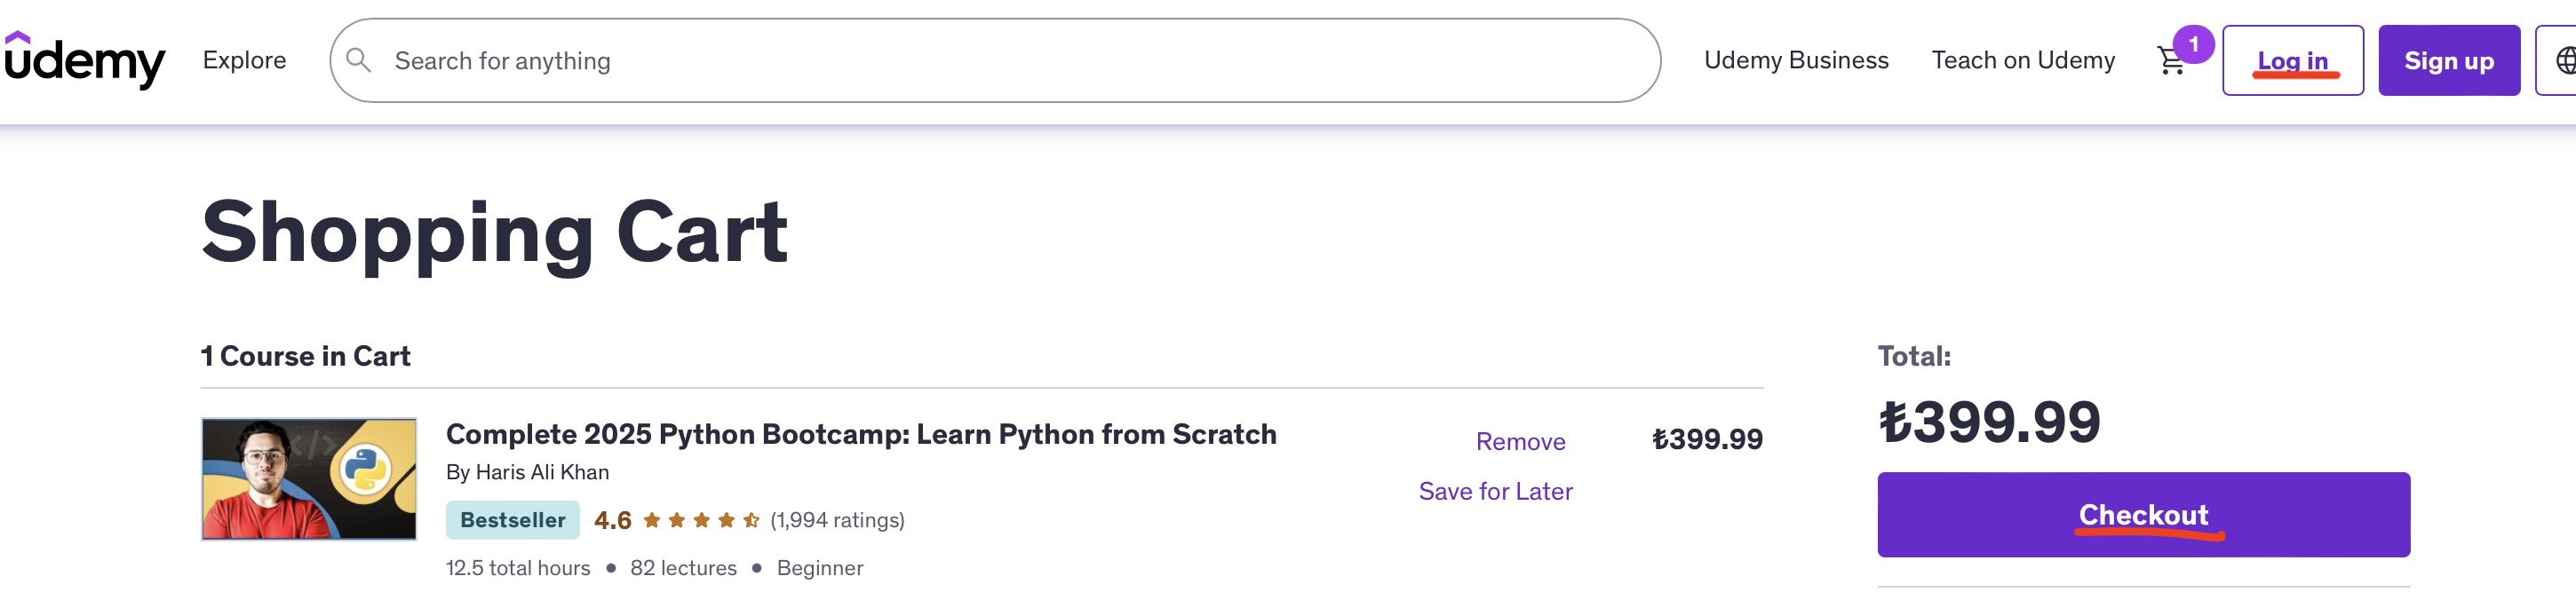 udemy
Explore
Search for anything
Udemy Business
Teach on Udemy
1
Log in
Sign up
Shopping Cart
1 Course in Cart
Complete 2025 Python Bootcamp: Learn Python from Scratch
By Haris Ali Khan
Bestseller 4.6 (1,994 ratings)
12.5 total hours • 82 lectures • Beginner
Remove
Save for Later
₺399.99
Total:
₺399.99
Checkout